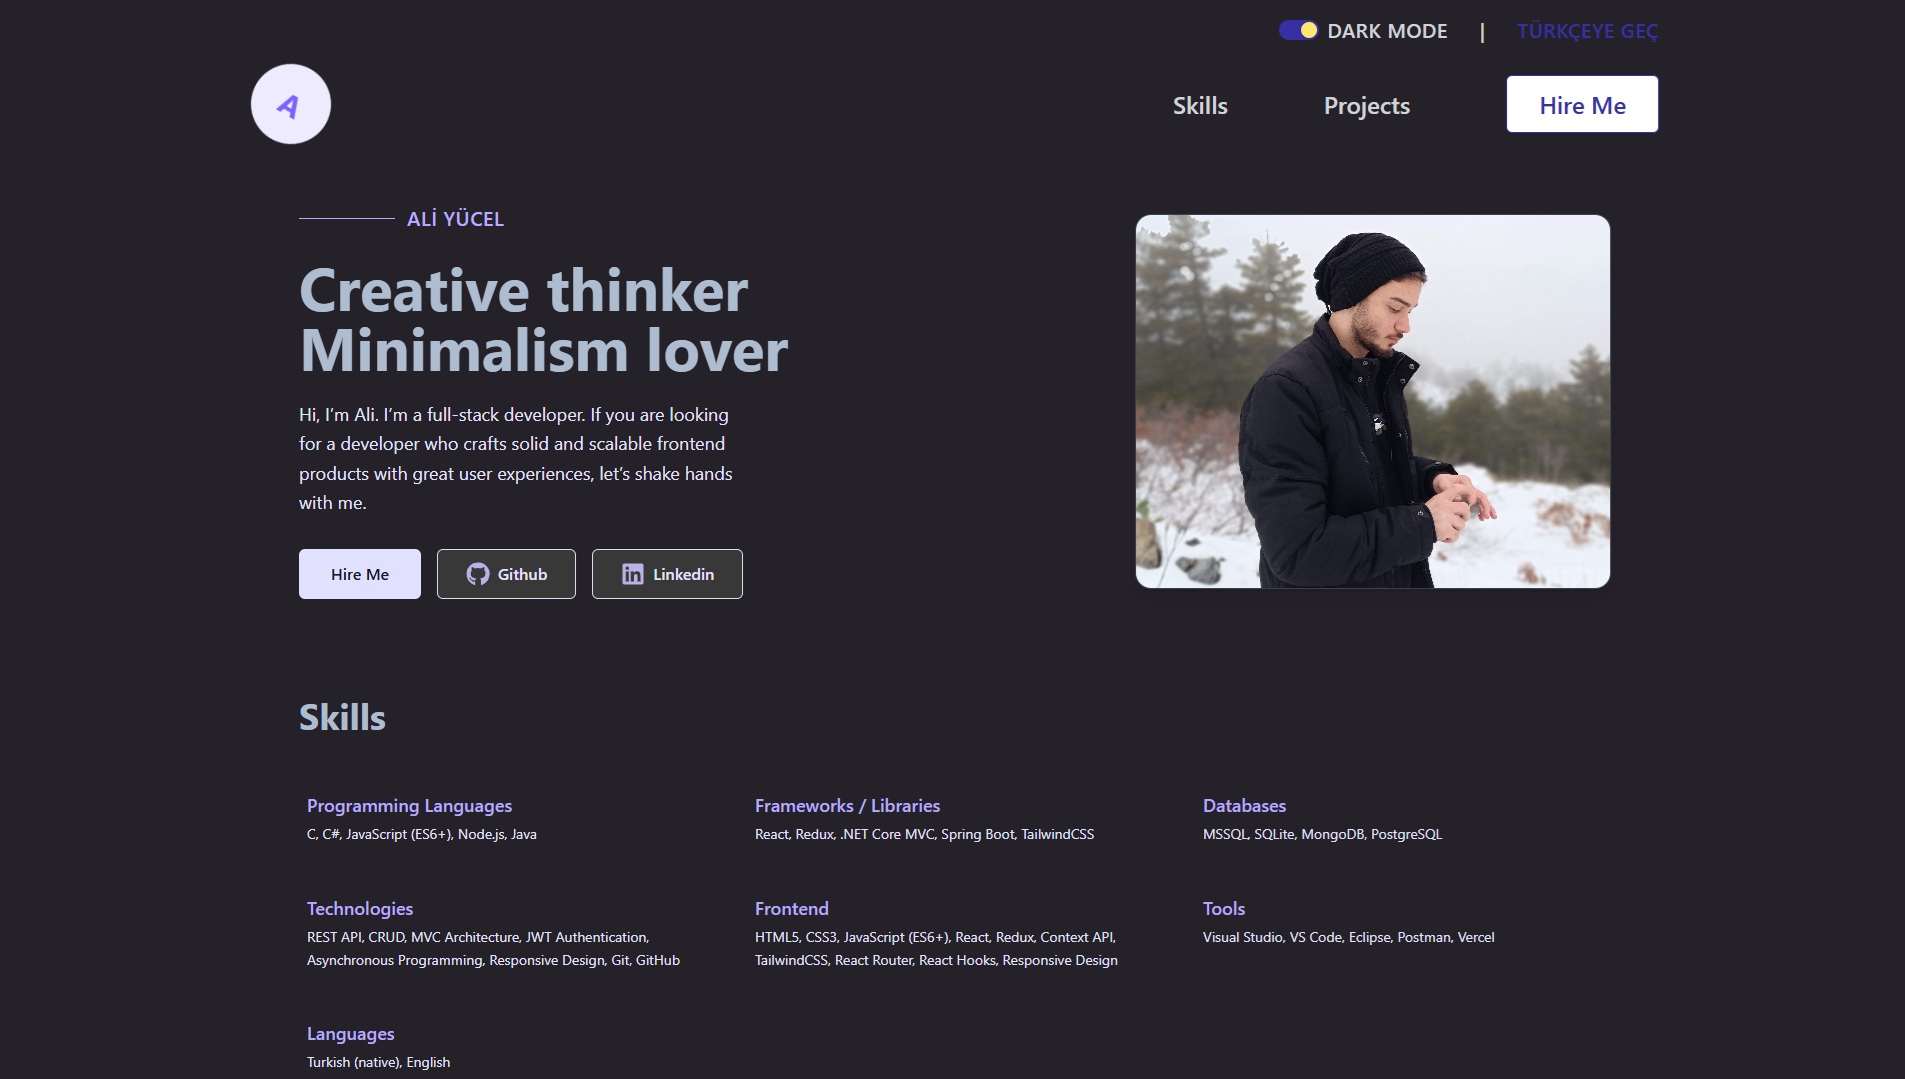 DARK MODE | TÜRKÇEYE GEÇ
A
Skills Projects Hire Me
ALİ YÜCEL
Creative thinker
Minimalism lover
Hi, I’m Ali. I’m a full-stack developer. If you are looking
for a developer who crafts solid and scalable frontend
products with great user experiences, let’s shake hands
with me.
Hire Me Github Linkedin
Skills
Programming Languages
C, C#, JavaScript (ES6+), Node.js, Java
Frameworks / Libraries
React, Redux, .NET Core MVC, Spring Boot, TailwindCSS
Databases
MSSQL, SQLite, MongoDB, PostgreSQL
Technologies
REST API, CRUD, MVC Architecture, JWT Authentication,
Asynchronous Programming, Responsive Design, Git, GitHub
Frontend
HTML5, CSS3, JavaScript (ES6+), React, Redux, Context API,
TailwindCSS, React Router, React Hooks, Responsive Design
Tools
Visual Studio, VS Code, Eclipse, Postman, Vercel
Languages
Turkish (native), English